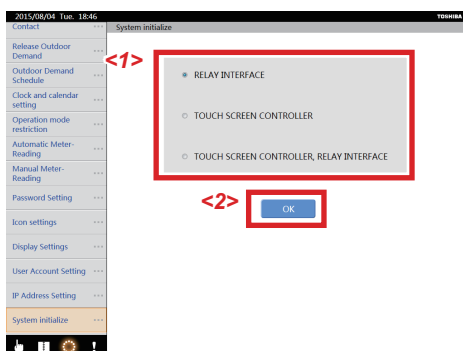 2015/08/04 Tue. 18:46
TOSHIBA
Contact
System initialize
Release Outdoor
Demand
Outdoor Demand
Schedule
Clock and calendar
setting
Operation mode
restriction
Automatic Meter-
Reading
Manual Meter-
Reading
Password Setting
Icon settings
Display Settings
User Account Setting
IP Address Setting
System initialize
<1>
RELAY INTERFACE
TOUCH SCREEN CONTROLLER
TOUCH SCREEN CONTROLLER, RELAY INTERFACE
<2>
OK